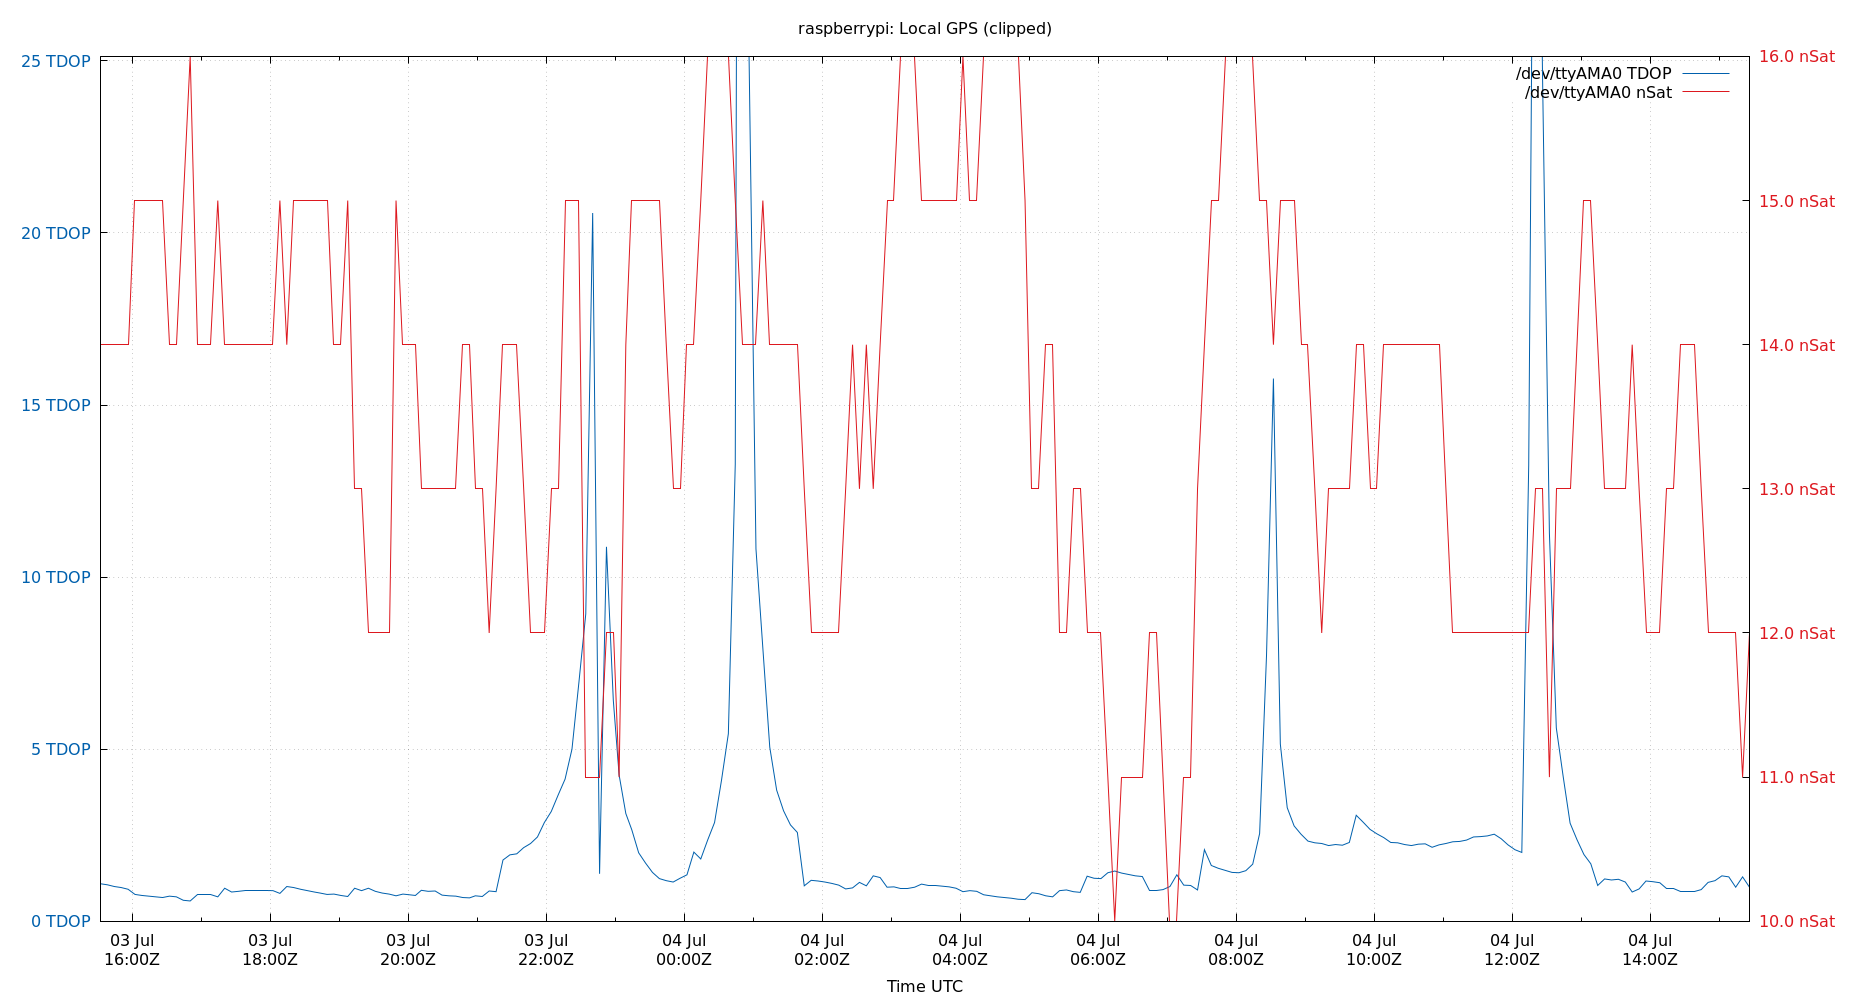 raspberrypi: Local GPS (clipped)
25 TDOP
20 TDOP
15 TDOP
10 TDOP
5 TDOP
0 TDOP
16.0 nSat
15.0 nSat
14.0 nSat
13.0 nSat
12.0 nSat
11.0 nSat
10.0 nSat
/dev/ttyAMA0 TDOP
/dev/ttyAMA0 nSat
03 Jul
16:00Z
03 Jul
18:00Z
03 Jul
20:00Z
03 Jul
22:00Z
04 Jul
00:00Z
04 Jul
02:00Z
04 Jul
04:00Z
04 Jul
06:00Z
04 Jul
08:00Z
04 Jul
10:00Z
04 Jul
12:00Z
04 Jul
14:00Z
Time UTC